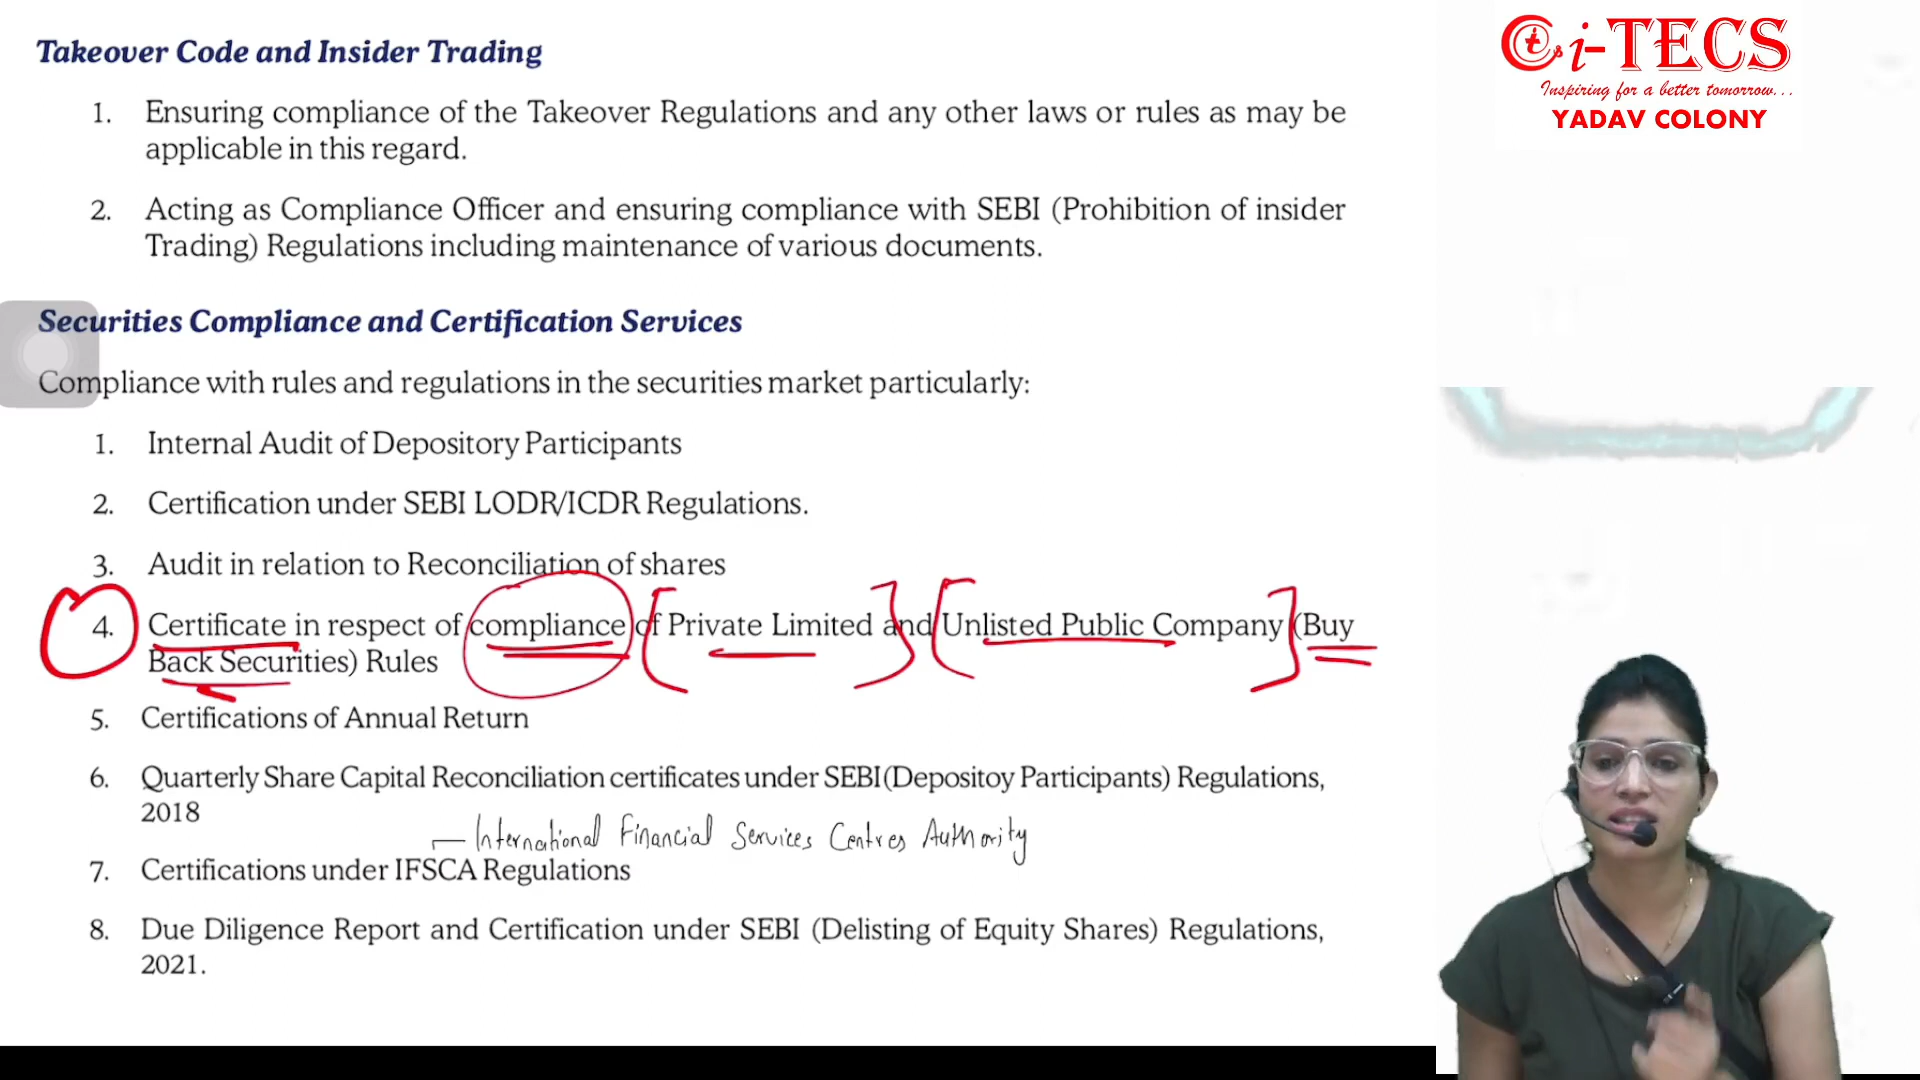 Takeover Code and Insider Trading
1. Ensuring compliance of the Takeover Regulations and any other laws or rules as may be
applicable in this regard.
2. Acting as Compliance Officer and ensuring compliance with SEBI (Prohibition of insider
Trading) Regulations including maintenance of various documents.
Securities Compliance and Certification Services
Compliance with rules and regulations in the securities market particularly:
1. Internal Audit of Depository Participants
2. Certification under SEBI LODR/ICDR Regulations.
3. Audit in relation to Reconciliation of shares
4. Certificate in respect of compliance of Private Limited and Unlisted Public Company (Buy
Back Securities) Rules
5. Certifications of Annual Return
6. Quarterly Share Capital Reconciliation certificates under SEBI(Depositoy Participants) Regulations,
2018
International Financial Services Centres Authority
7. Certifications under IFSCA Regulations
8. Due Diligence Report and Certification under SEBI (Delisting of Equity Shares) Regulations,
2021.
i-TECS
Inspiring for a better tomorrow...
YADAV COLONY